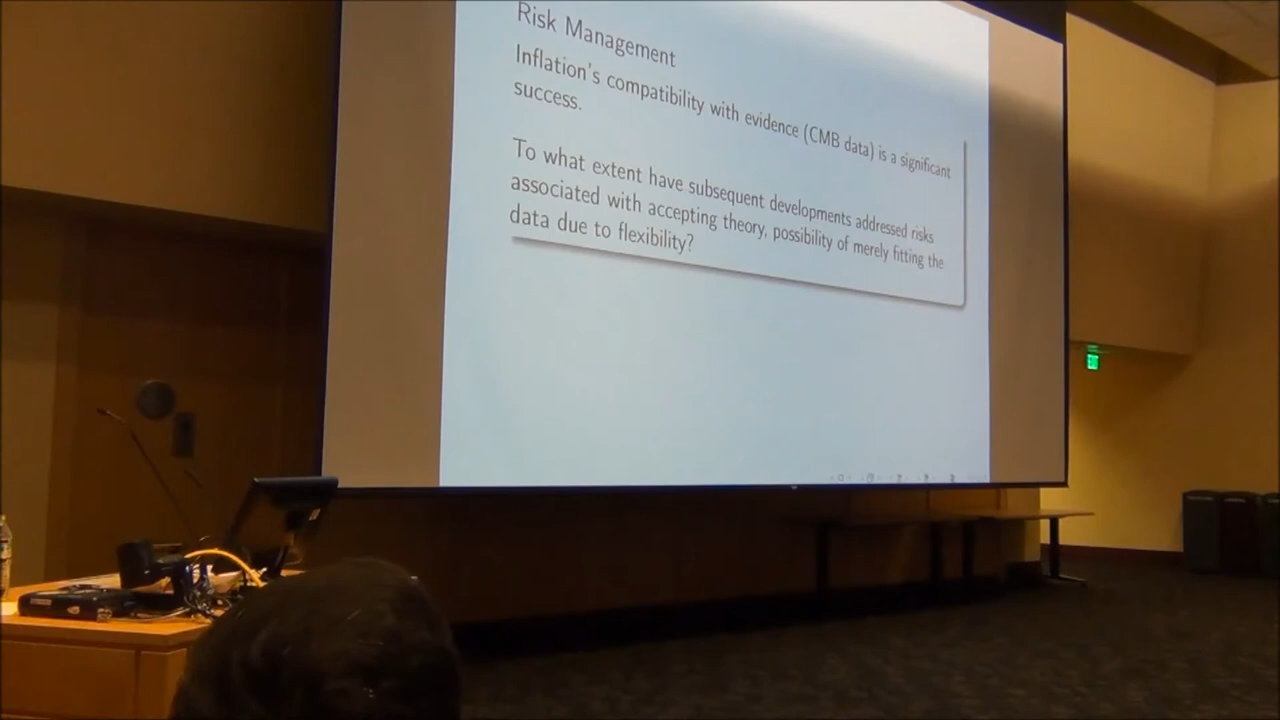 Risk Management
Inflation's compatibility with evidence (CMB data) is a significant
success.
To what extent have subsequent developments addressed risks
associated with accepting theory, possibility of merely fitting the
data due to flexibility?